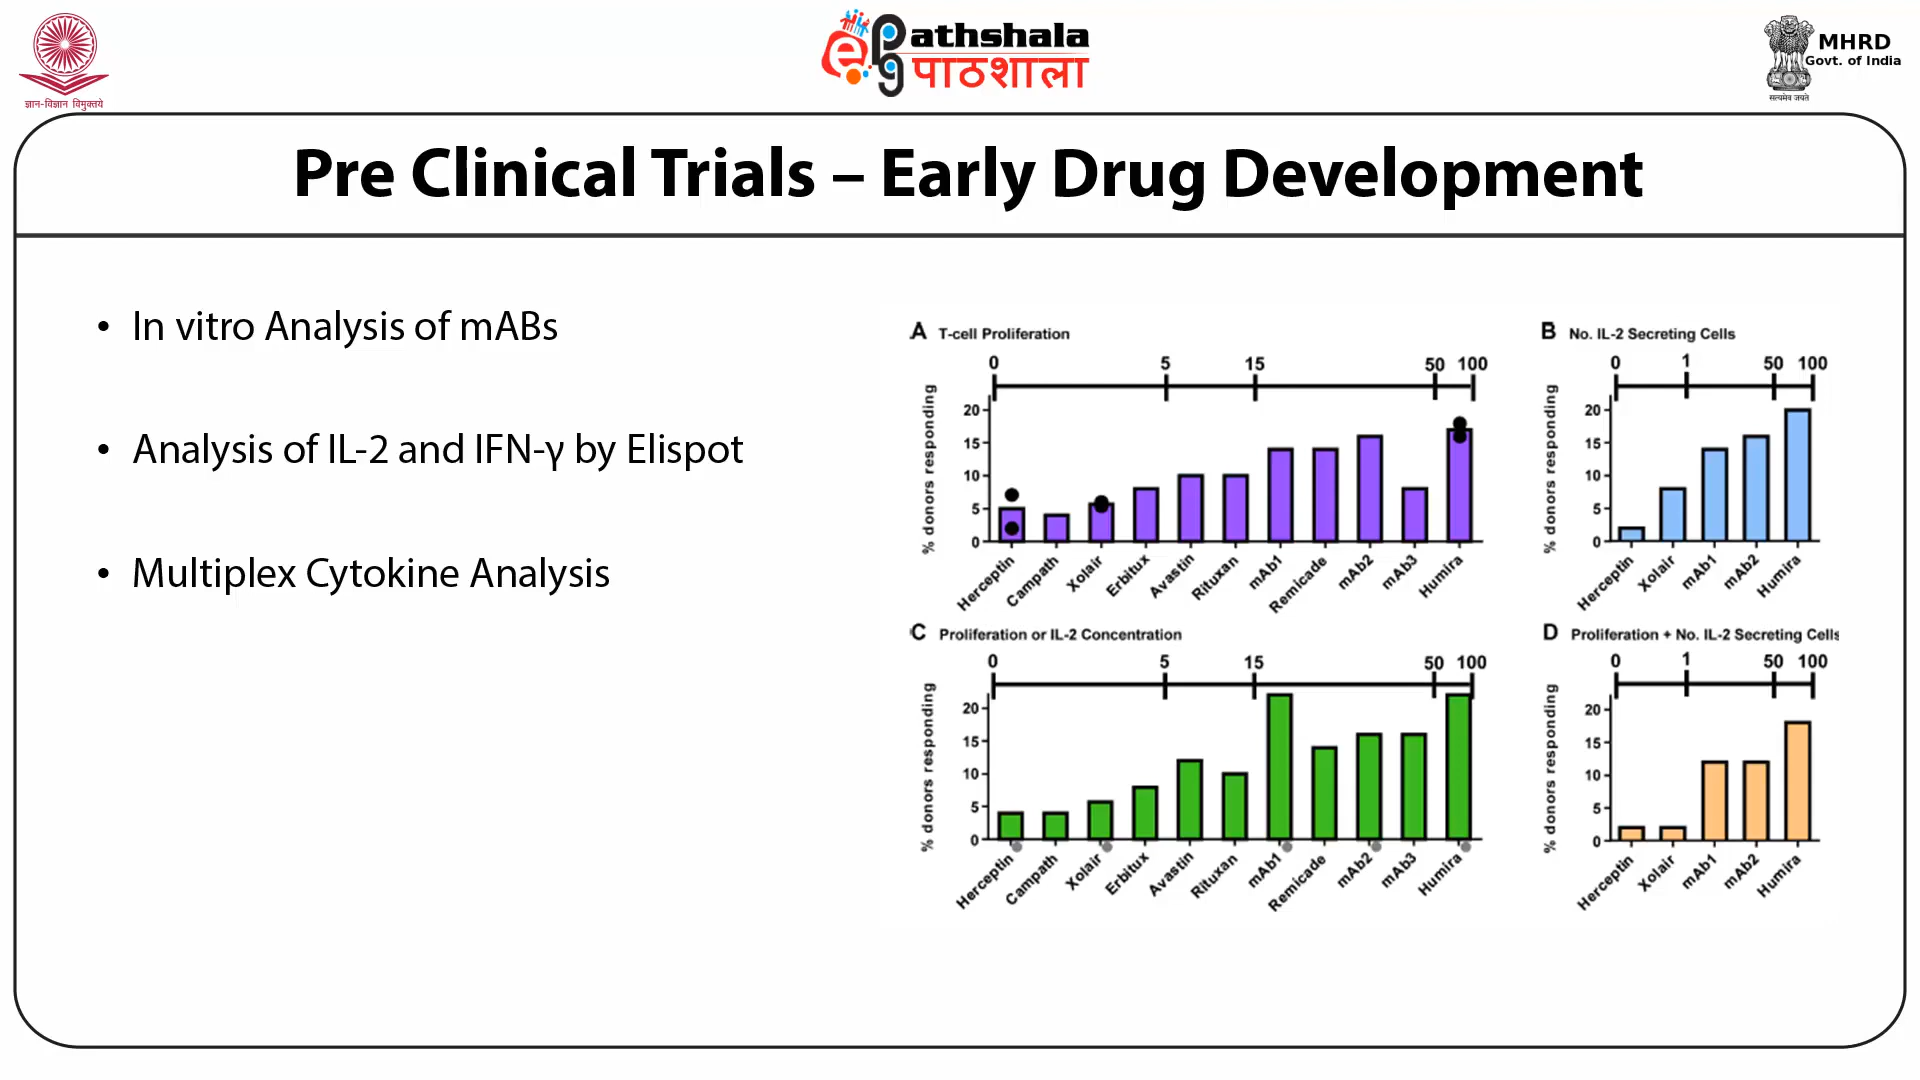 ज्ञान-विज्ञान विमुक्तये
ePathshala
पाठशाला
MHRD
Govt. of India
सत्यमेव जयते
Pre Clinical Trials – Early Drug Development
• In vitro Analysis of mABs
• Analysis of IL-2 and IFN-γ by Elispot
• Multiplex Cytokine Analysis
A T-cell Proliferation
0 5 15 50 100
% donors responding
20
15
10
5
0
Herceptin Campath Xolair Erbitux Avastin Rituxan mAb1 Remicade mAb2 mAb3 Humira
B No. IL-2 Secreting Cells
0 1 50 100
% donors responding
20
15
10
5
0
Herceptin Xolair mAb1 mAb2 Humira
C Proliferation or IL-2 Concentration
0 5 15 50 100
% donors responding
20
15
10
5
0
Herceptin Campath Xolair Erbitux Avastin Rituxan mAb1 Remicade mAb2 mAb3 Humira
D Proliferation + No. IL-2 Secreting Cells
0 1 50 100
% donors responding
20
15
10
5
0
Herceptin Xolair mAb1 mAb2 Humira